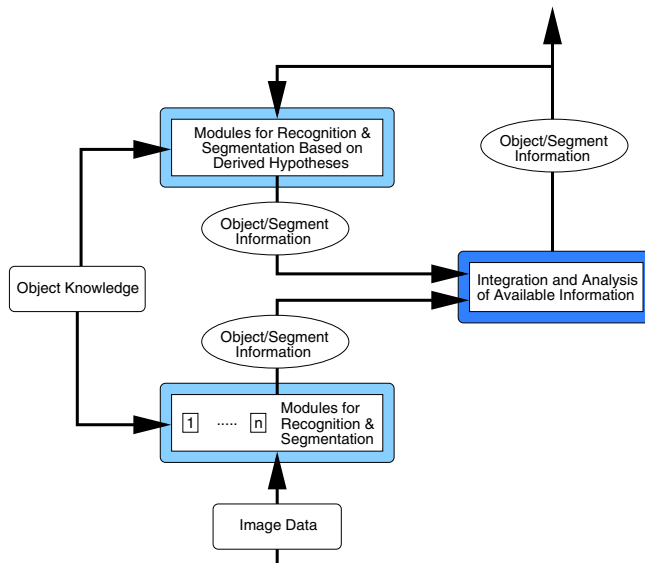 Modules for Recognition &
Segmentation Based on
Derived Hypotheses
Object/Segment
Information
Object/Segment
Information
Integration and Analysis
of Available Information
Object Knowledge
Object/Segment
Information
1 ..... n
Modules for
Recognition &
Segmentation
Image Data